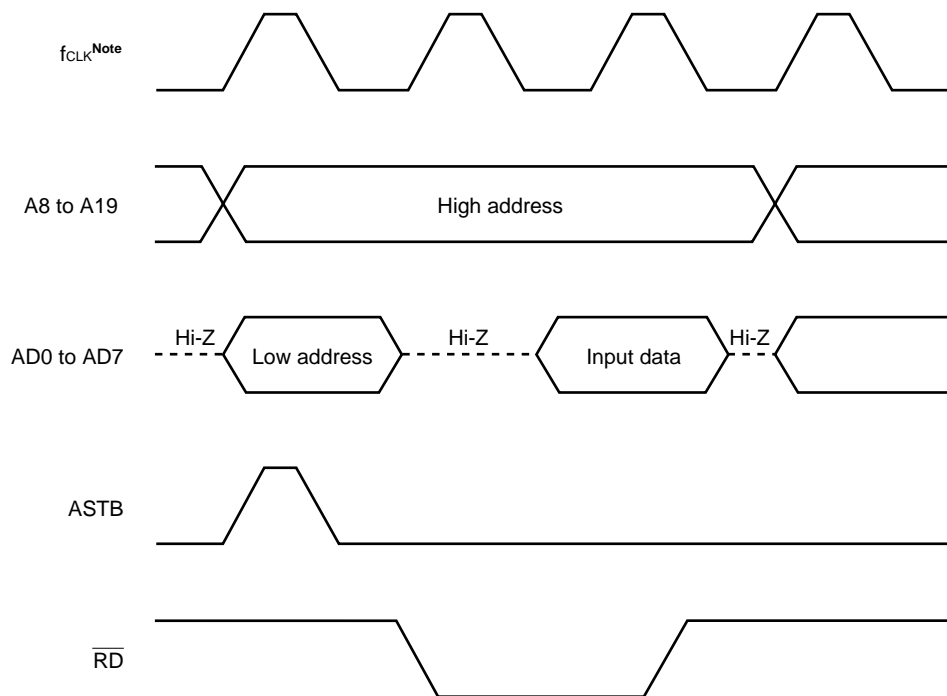 fCLKNote
A8 to A19
High address
AD0 to AD7
Hi-Z
Low address
Hi-Z
Input data
Hi-Z
ASTB
RD